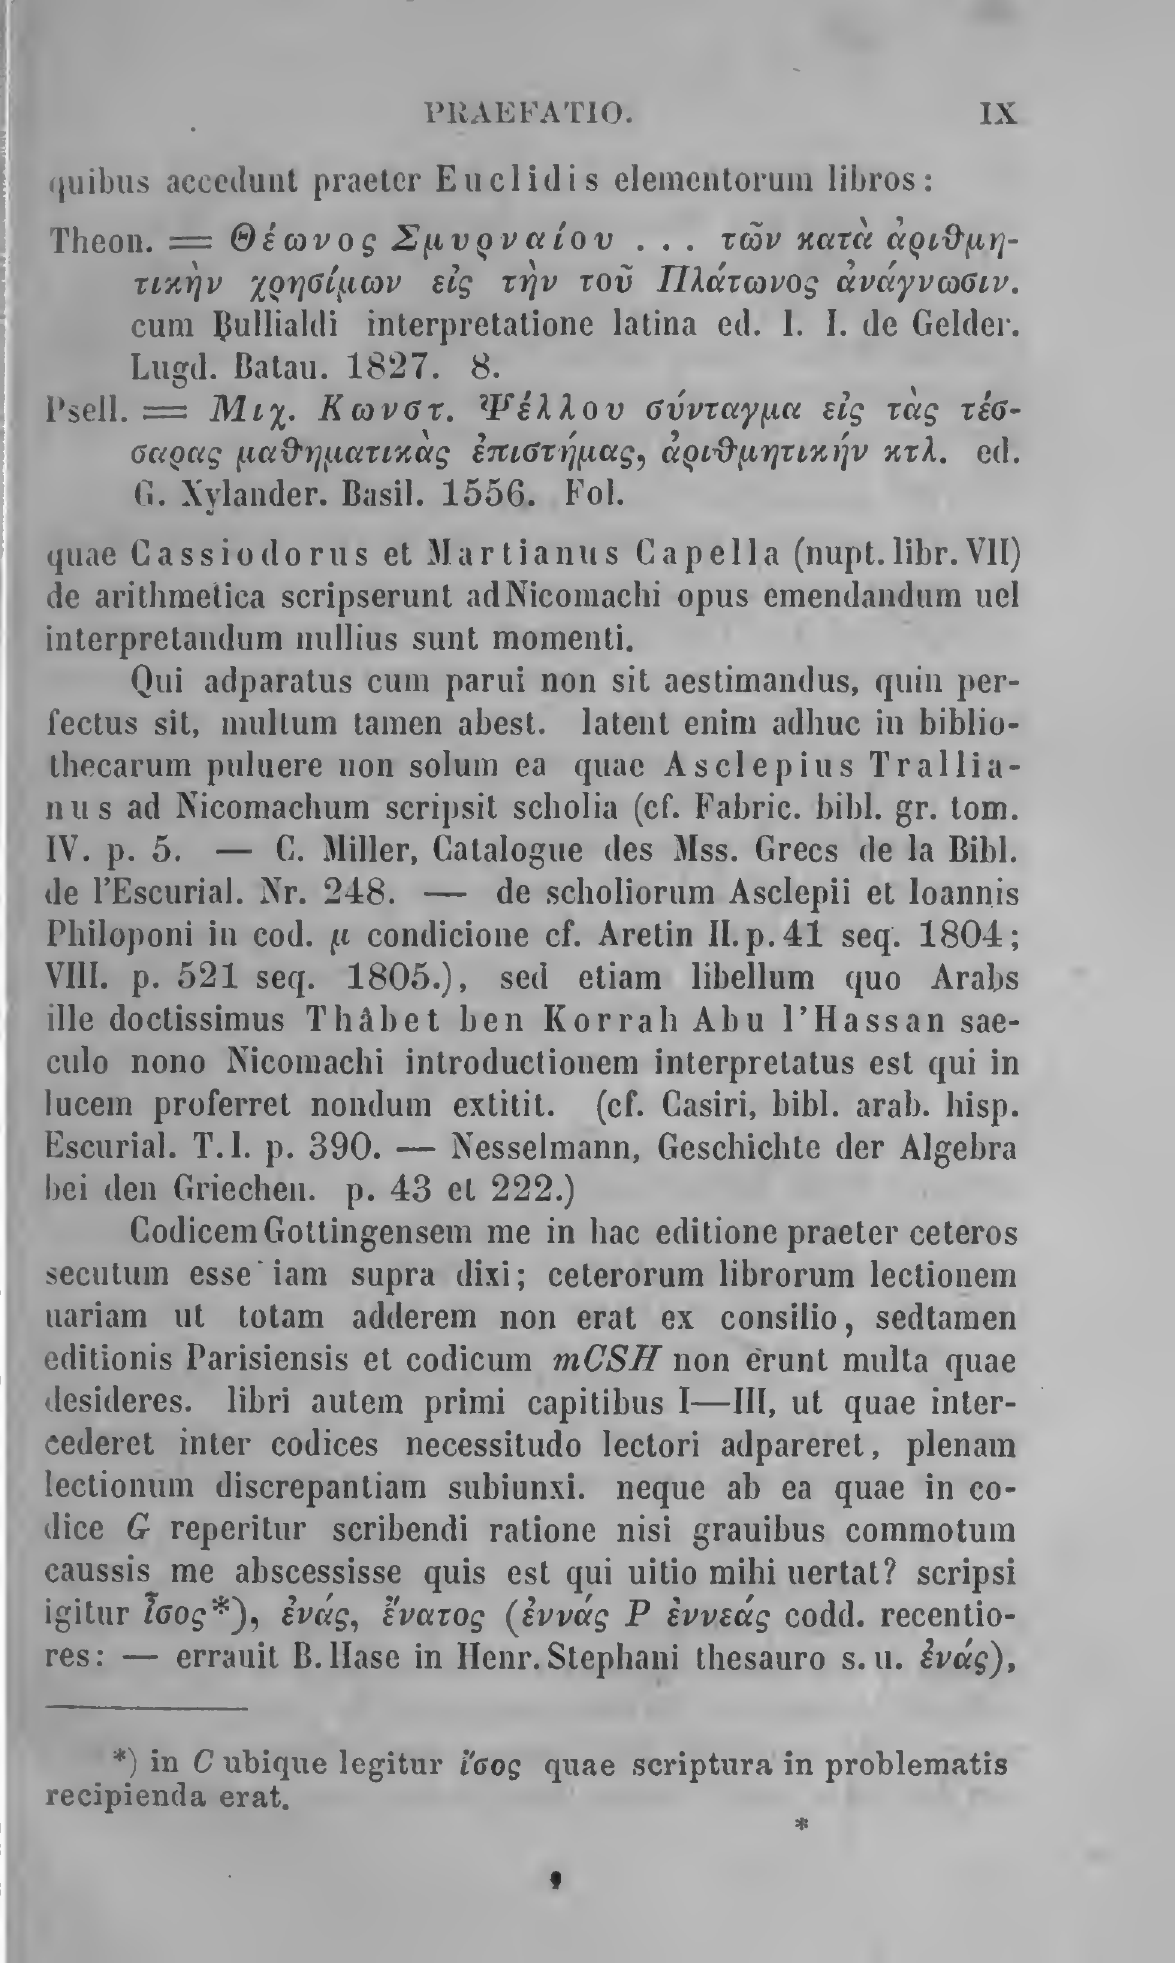 PRAEFATIO. IX
quibus accedunt praeter Euclidis elementorum libros:
Theon. = Θέωνος Σμυρναίου . . . τῶν κατὰ ἀριθμη-
τικὴν χρησίμων εἰς τὴν τοῦ Πλάτωνος ἀνάγνωσιν.
cum Bullialdi interpretatione latina ed. I. I. de Gelder.
Lugd. Batau. 1827. 8.
Psell. = Μιχ. Κωνστ. Ψέλλου σύνταγμα εἰς τὰς τέσ-
σαρας μαθηματικὰς ἐπιστήμας, ἀριθμητικήν κτλ. ed.
G. Xylander. Basil. 1556. Fol.
quae Cassiodorus et Martianus Capella (nupt. libr. VII)
de arithmetica scripserunt ad Nicomachi opus emendandum uel
interpretandum nullius sunt momenti.
Qui adparatus cum parui non sit aestimandus, quin per-
fectus sit, multum tamen abest. latent enim adhuc in biblio-
thecarum puluere non solum ea quae Asclepius Trallia-
nus ad Nicomachum scripsit scholia (cf. Fabric. bibl. gr. tom.
IV. p. 5. — C. Miller, Catalogue des Mss. Grecs de la Bibl.
de l'Escurial. Nr. 248. — de scholiorum Asclepii et Ioannis
Philoponi in cod. μ condicione cf. Aretin II. p. 41 seq. 1804;
VIII. p. 521 seq. 1805.), sed etiam libellum quo Arabs
ille doctissimus Thâbet ben Korrah Abu l'Hassan sae-
culo nono Nicomachi introductionem interpretatus est qui in
lucem proferret nondum extitit. (cf. Casiri, bibl. arab. hisp.
Escurial. T. I. p. 390. — Nesselmann, Geschichte der Algebra
bei den Griechen. p. 43 et 222.)
Codicem Gottingensem me in hac editione praeter ceteros
secutum esse iam supra dixi; ceterorum librorum lectionem
uariam ut totam adderem non erat ex consilio, sedtamen
editionis Parisiensis et codicum mCSH non erunt multa quae
desideres. libri autem primi capitibus I—III, ut quae inter-
cederet inter codices necessitudo lectori adpareret, plenam
lectionum discrepantiam subiunxi. neque ab ea quae in co-
dice G reperitur scribendi ratione nisi grauibus commotum
caussis me abscessisse quis est qui uitio mihi uertat? scripsi
igitur ἶσος*), ἑνάς, ἔνατος (ἐννάς P ἐννεάς codd. recentio-
res: — errauit B. Hase in Henr. Stephani thesauro s. u. ἐνάς),
*) in C ubique legitur ἴσος quae scriptura in problematis
recipienda erat.
*